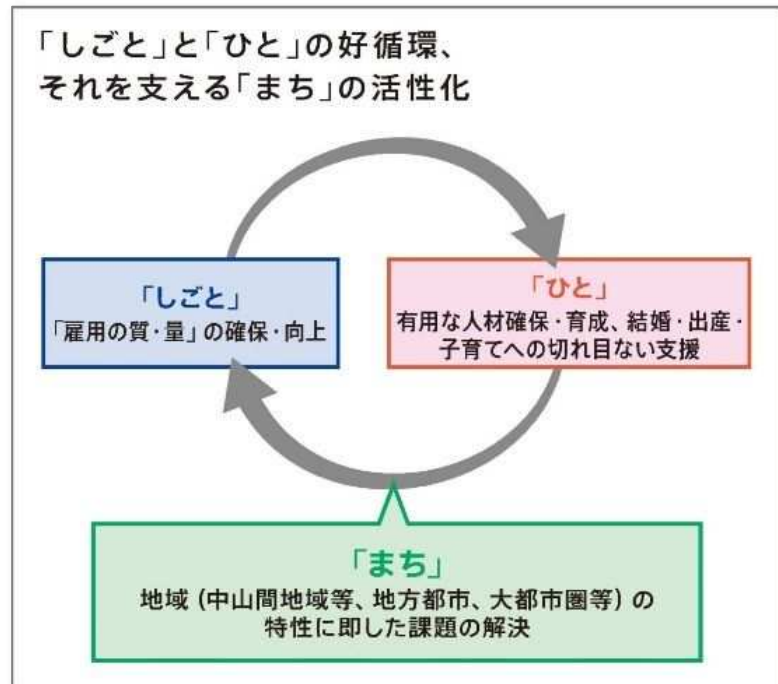 「しごと」と「ひと」の好循環、
それを支える「まち」の活性化
「しごと」
「雇用の質・量」の確保・向上
「ひと」
有用な人材確保・育成、結婚・出産・
子育てへの切れ目ない支援
「まち」
地域（中山間地域等、地方都市、大都市圏等）の
特性に即した課題の解決